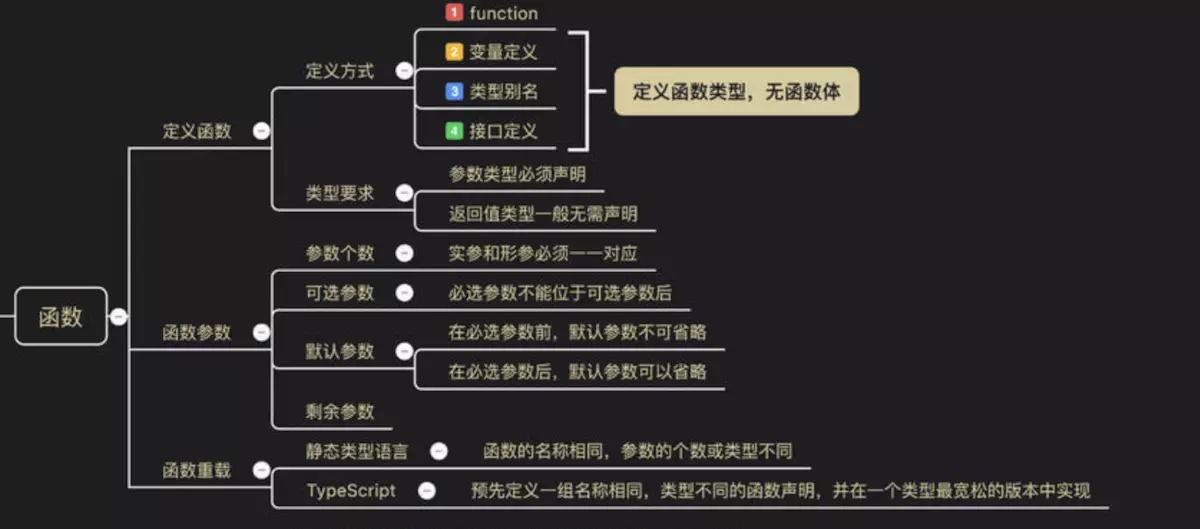 函数
定义函数
定义方式
1 function
2 变量定义
3 类型别名
4 接口定义
定义函数类型，无函数体
类型要求
参数类型必须声明
返回值类型一般无需声明
函数参数
参数个数
实参和形参必须一一对应
可选参数
必选参数不能位于可选参数后
默认参数
在必选参数前，默认参数不可省略
在必选参数后，默认参数可以省略
剩余参数
函数重载
静态类型语言
函数的名称相同，参数的个数或类型不同
TypeScript
预先定义一组名称相同，类型不同的函数声明，并在一个类型最宽松的版本中实现